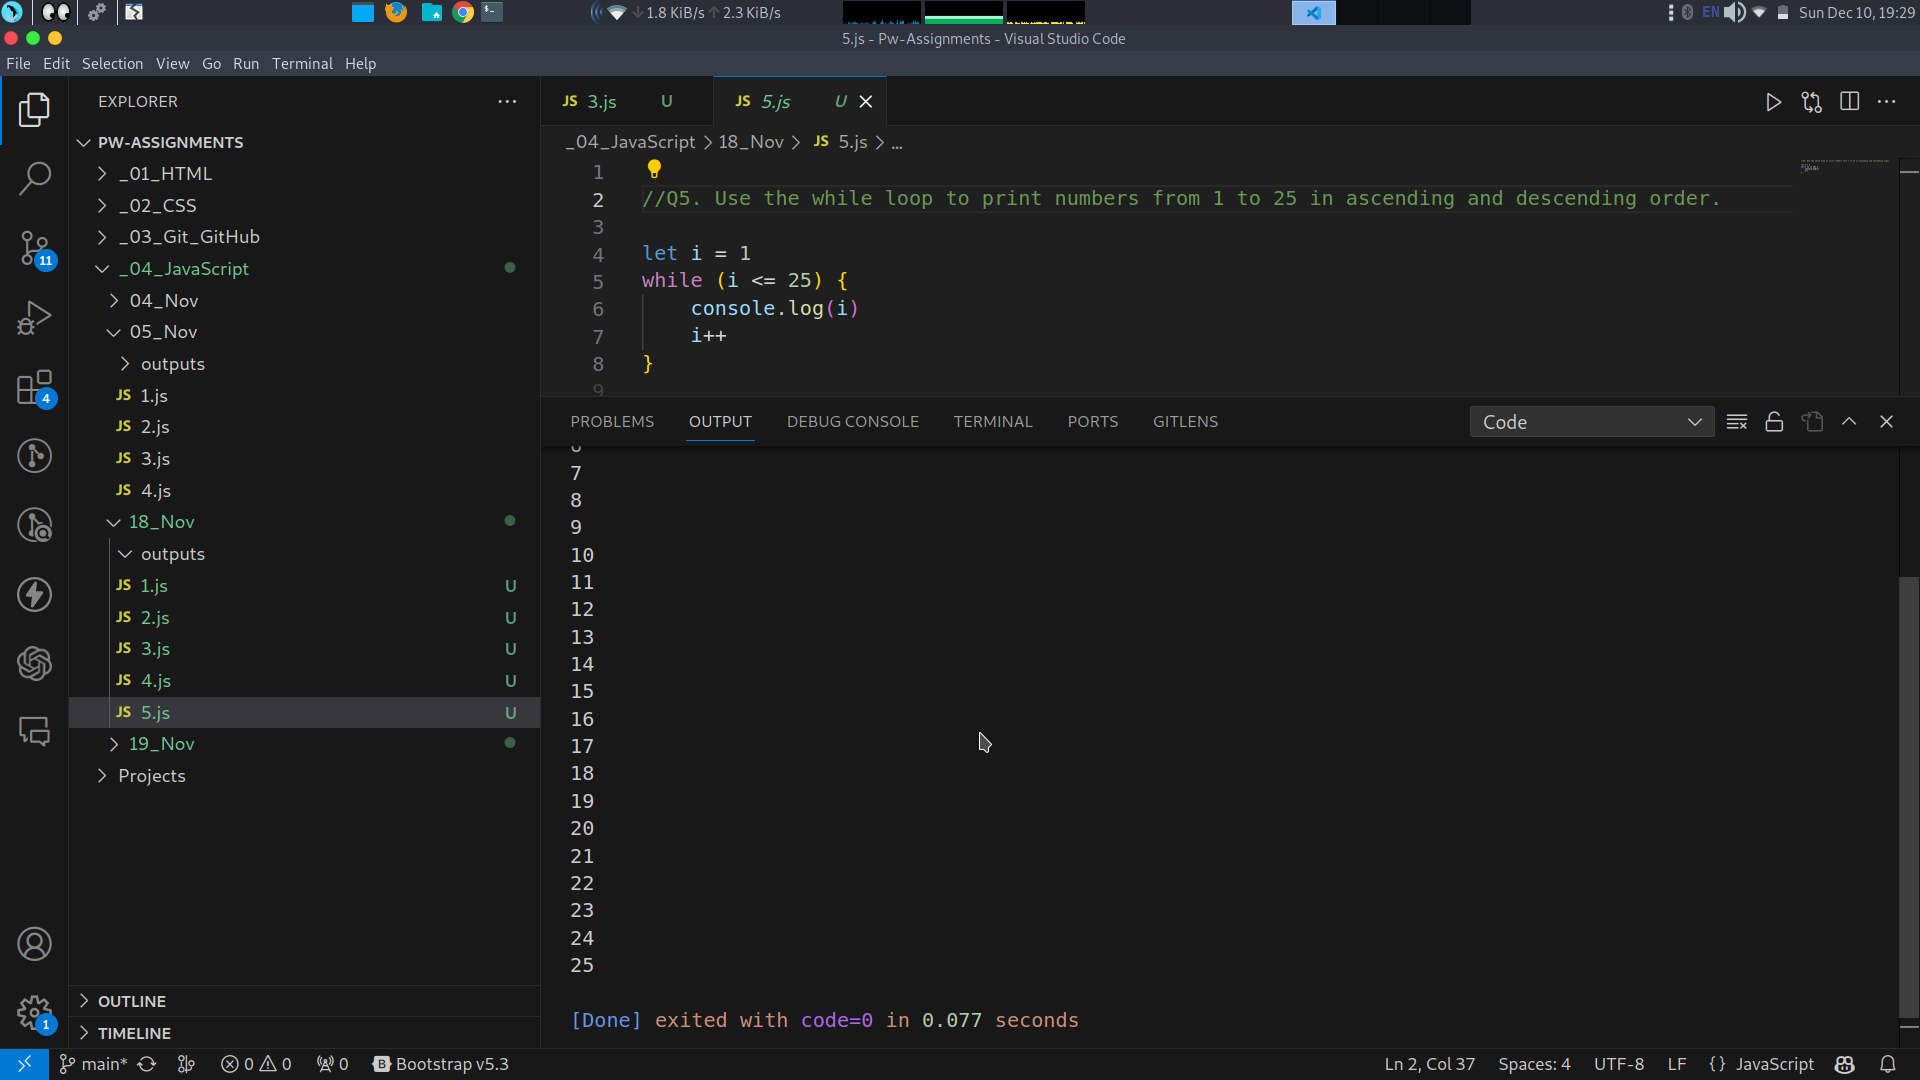 1.8 KiB/s 2.3 KiB/s
EN Sun Dec 10, 19:29
5.js - Pw-Assignments - Visual Studio Code
File Edit Selection View Go Run Terminal Help
EXPLORER
PW-ASSIGNMENTS
_01_HTML
_02_CSS
_03_Git_GitHub
_04_JavaScript
04_Nov
05_Nov
outputs
JS 1.js
JS 2.js
JS 3.js
JS 4.js
18_Nov
outputs
JS 1.js U
JS 2.js U
JS 3.js U
JS 4.js U
JS 5.js U
19_Nov
Projects
OUTLINE
TIMELINE
11
4
1
JS 3.js U
JS 5.js U
_04_JavaScript > 18_Nov > JS 5.js > ...
1
2 //Q5. Use the while loop to print numbers from 1 to 25 in ascending and descending order.
3
4 let i = 1
5 while (i <= 25) {
6 console.log(i)
7 i++
8 }
9
PROBLEMS OUTPUT DEBUG CONSOLE TERMINAL PORTS GITLENS
Code
7
8
9
10
11
12
13
14
15
16
17
18
19
20
21
22
23
24
25
[Done] exited with code=0 in 0.077 seconds
main* 0 0 0 B Bootstrap v5.3
Ln 2, Col 37 Spaces: 4 UTF-8 LF {} JavaScript